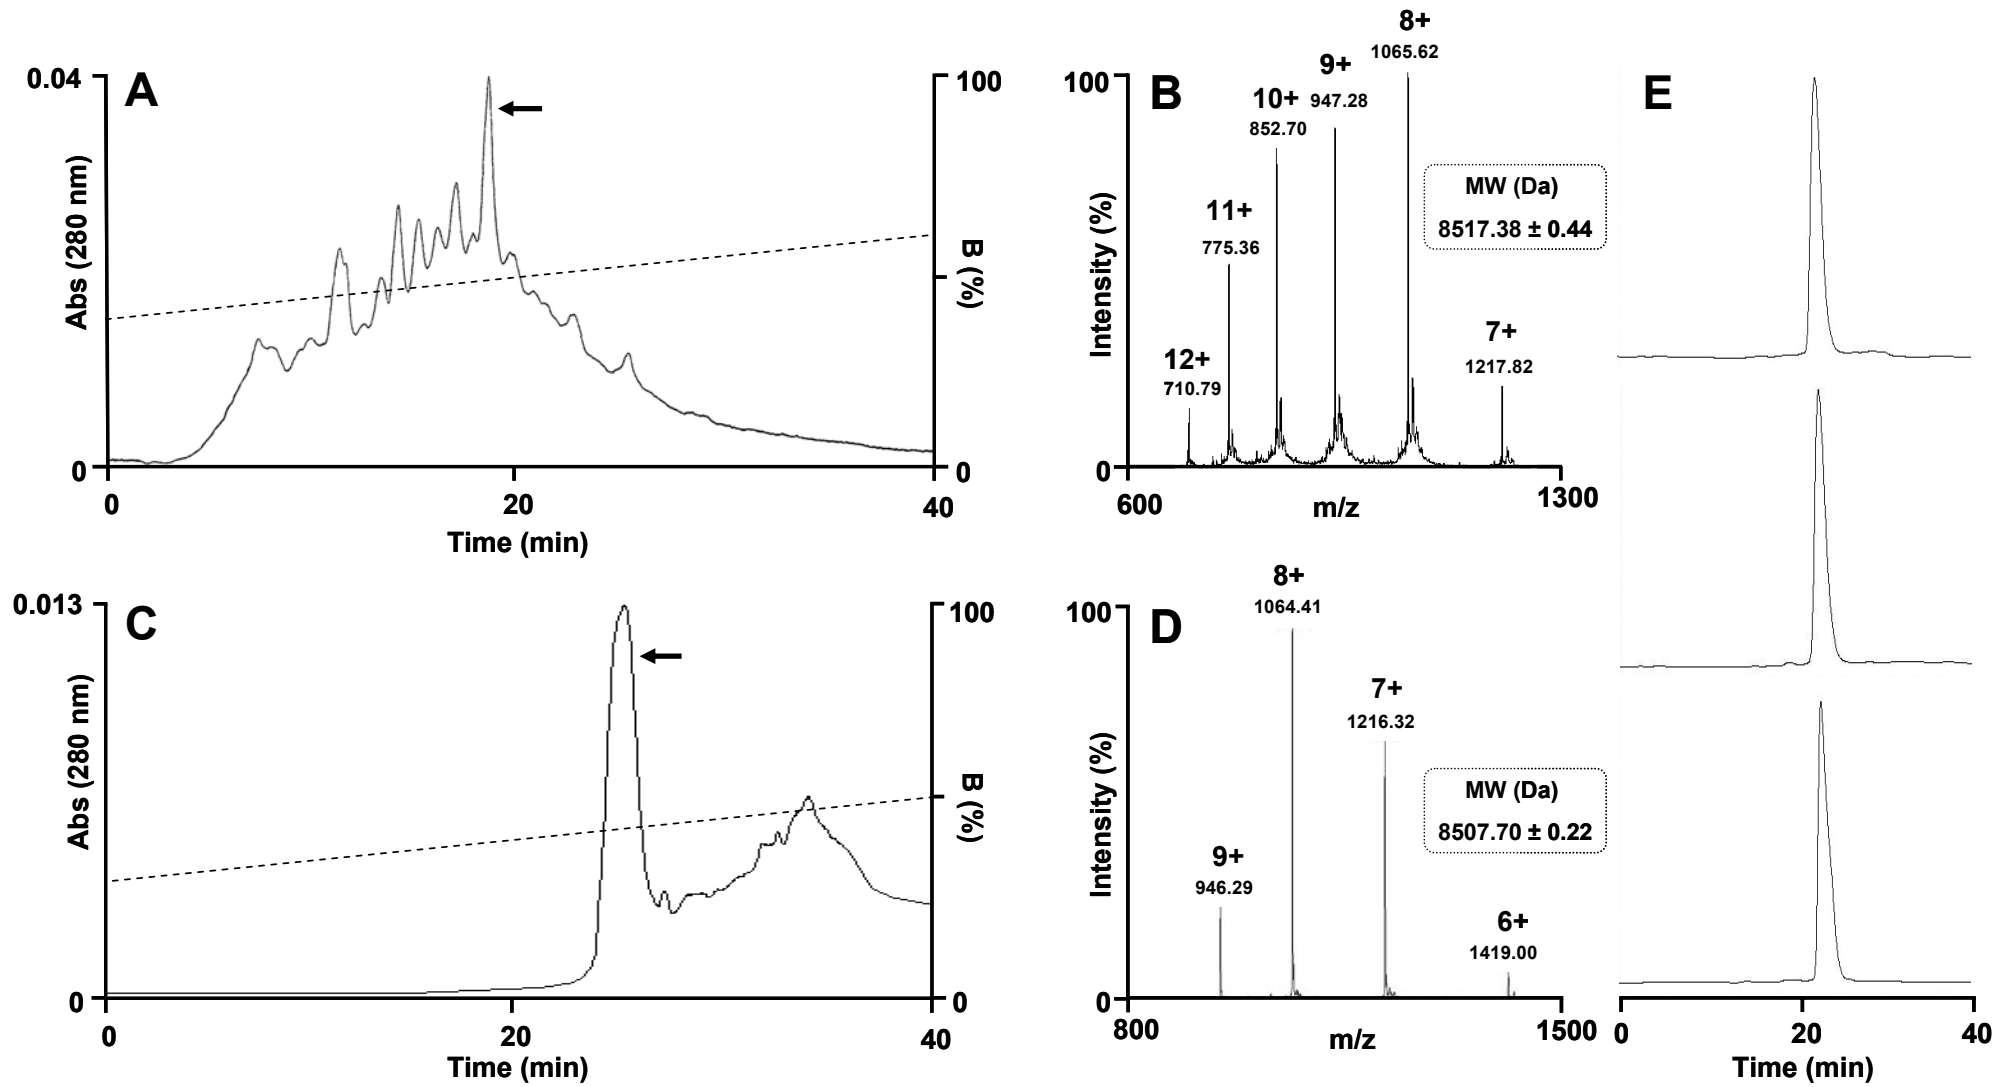 A
0.04
0
Abs (280 nm)
100
0
B (%)
0
20
40
Time (min)
B
100
0
Intensity (%)
12+
710.79
11+
775.36
10+
852.70
9+
947.28
8+
1065.62
7+
1217.82
MW (Da)
8517.38 ± 0.44
600
1300
m/z
C
0.013
0
Abs (280 nm)
100
0
B (%)
0
20
40
Time (min)
D
100
0
Intensity (%)
9+
946.29
8+
1064.41
7+
1216.32
6+
1419.00
MW (Da)
8507.70 ± 0.22
800
1500
m/z
E
0
20
40
Time (min)